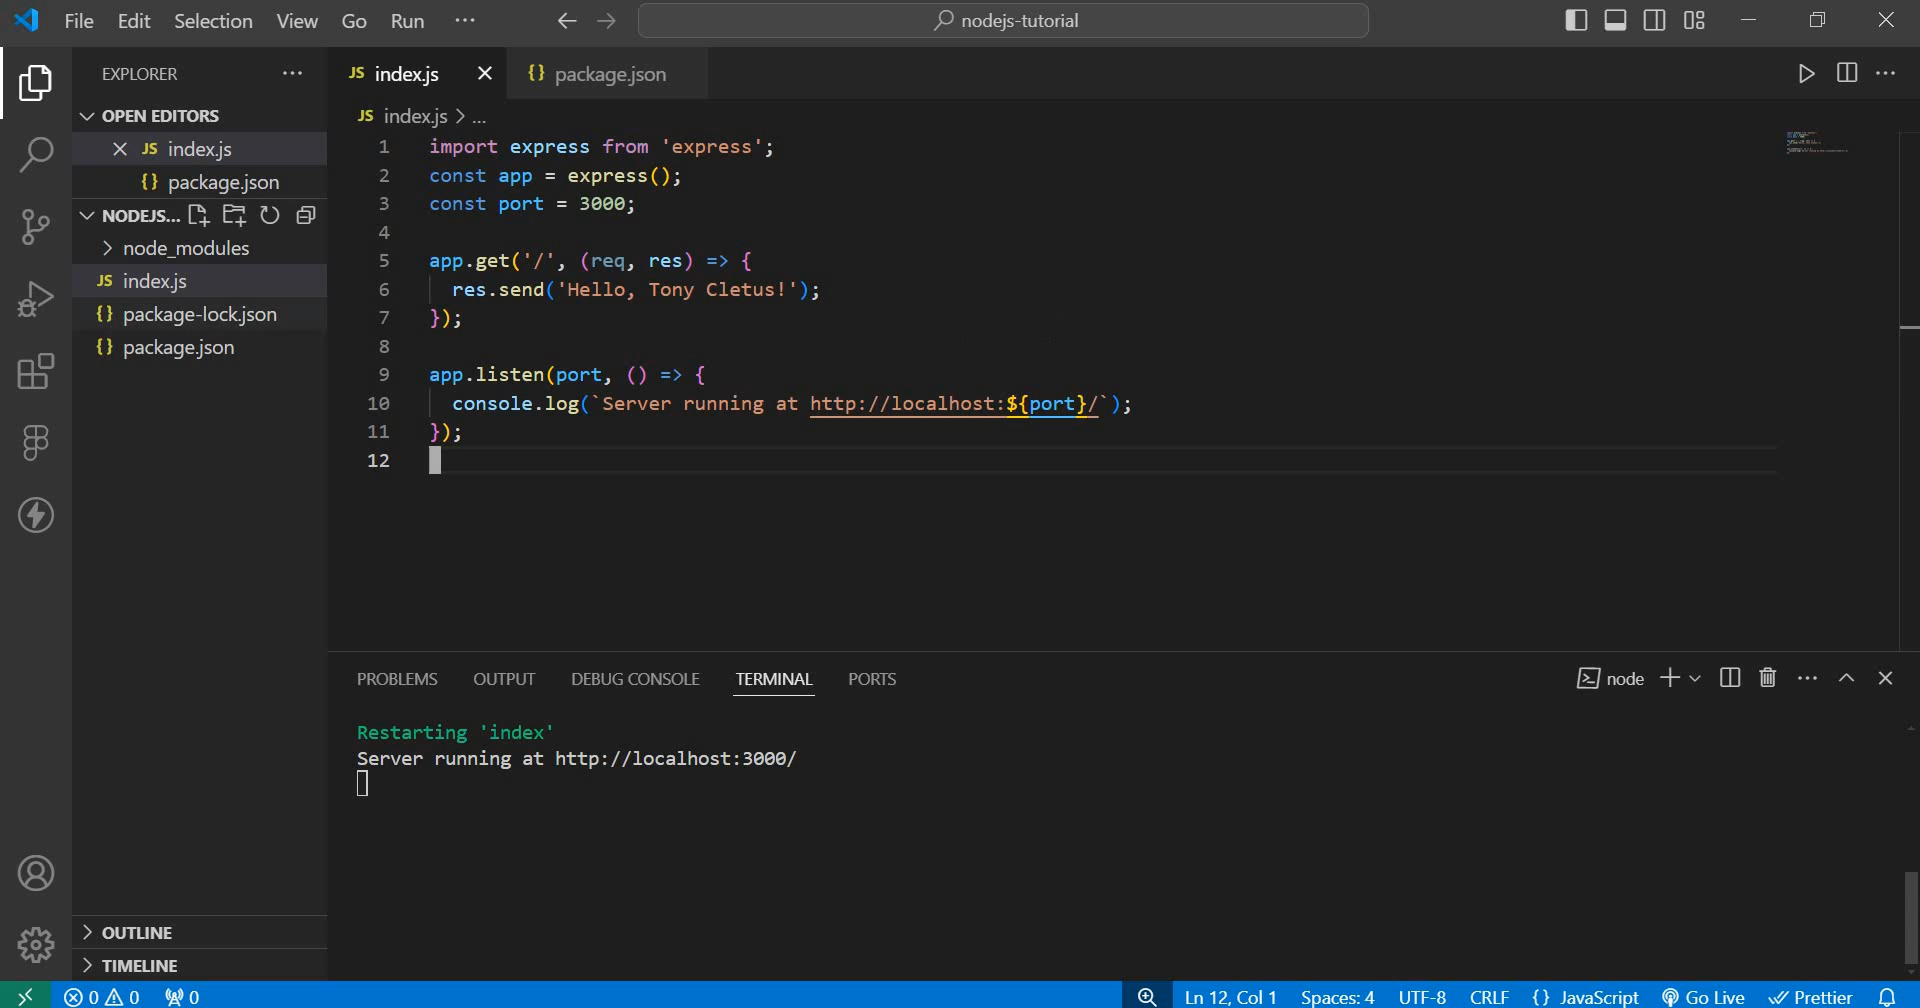 File Edit Selection View Go Run ··· nodejs-tutorial
EXPLORER ···
OPEN EDITORS
JS index.js
{} package.json
NODEJS...
node_modules
JS index.js
{} package-lock.json
{} package.json
OUTLINE
TIMELINE
JS index.js {} package.json ···
JS index.js > ...
1 import express from 'express';
2 const app = express();
3 const port = 3000;
4
5 app.get('/', (req, res) => {
6 res.send('Hello, Tony Cletus!');
7 });
8
9 app.listen(port, () => {
10 console.log(`Server running at http://localhost:${port}/`);
11 });
12
PROBLEMS OUTPUT DEBUG CONSOLE TERMINAL PORTS node ···
Restarting 'index'
Server running at http://localhost:3000/
0 0 0 Ln 12, Col 1 Spaces: 4 UTF-8 CRLF {} JavaScript Go Live Prettier